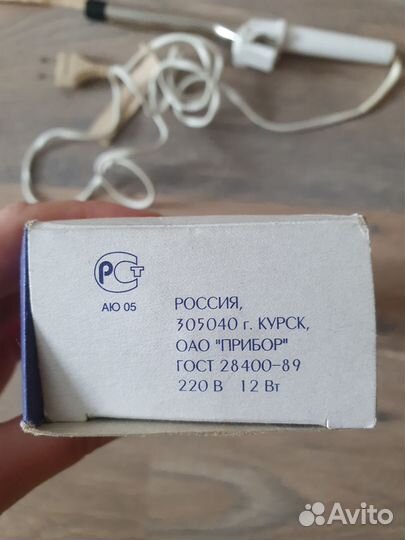 РСТ
АЮ 05
РОССИЯ,
305040 г. КУРСК,
ОАО "ПРИБОР"
ГОСТ 28400-89
220 В 12 Вт
Avito